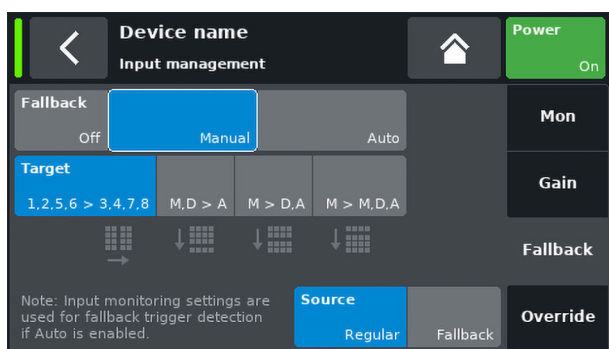 Device name
Input management
Power
On
Fallback
Off
Manual
Auto
Mon
Target
1,2,5,6 > 3,4,7,8
M,D > A
M > D,A
M > M,D,A
Gain
Fallback
Note: Input monitoring settings are
used for fallback trigger detection
if Auto is enabled.
Source
Regular
Fallback
Override